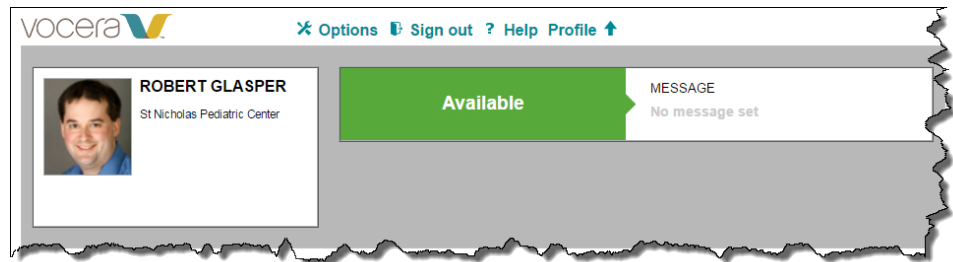 vocera
Options Sign out ? Help Profile
ROBERT GLASPER
St Nicholas Pediatric Center
Available
MESSAGE
No message set